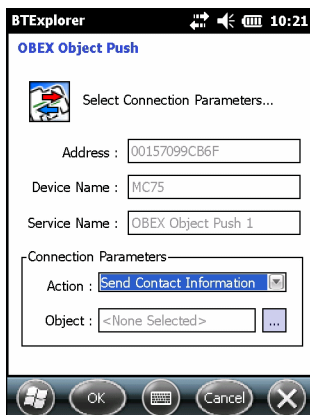 BTExplorer 10:21
OBEX Object Push
Select Connection Parameters...
Address : 00157099CB6F
Device Name : MC75
Service Name : OBEX Object Push 1
Connection Parameters
Action : Send Contact Information
Object : <None Selected> ...
OK Cancel